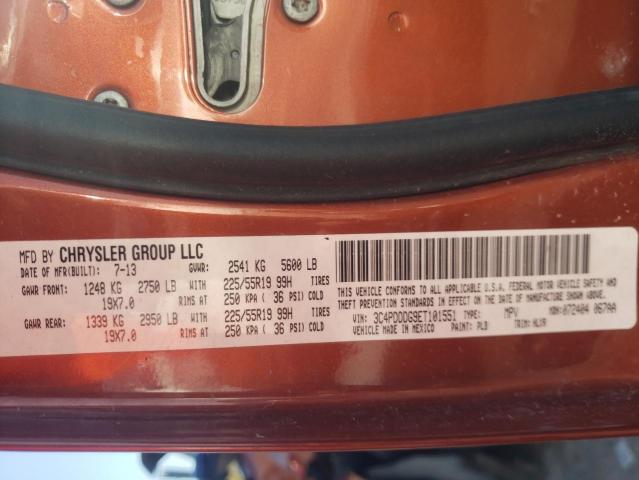 MFD BY CHRYSLER GROUP LLC
DATE OF MFR(BUILT): 7-13 GVWR: 2541 KG 5600 LB
GAWR FRONT: 1248 KG 2750 LB WITH 225/55R19 99H TIRES
19X7.0 RIMS AT 250 KPA ( 36 PSI) COLD
GAWR REAR: 1339 KG 2950 LB WITH 225/55R19 99H TIRES
19X7.0 RIMS AT 250 KPA ( 36 PSI) COLD
THIS VEHICLE CONFORMS TO ALL APPLICABLE U.S.A. FEDERAL MOTOR VEHICLE SAFETY AND
THEFT PREVENTION STANDARDS IN EFFECT ON THE DATE OF MANUFACTURE SHOWN ABOVE.
VIN: 3C4PDDDG9ET101551 TYPE: MPV MDH: 072404 067AA
VEHICLE MADE IN MEXICO PAINT: PLB TRIM: